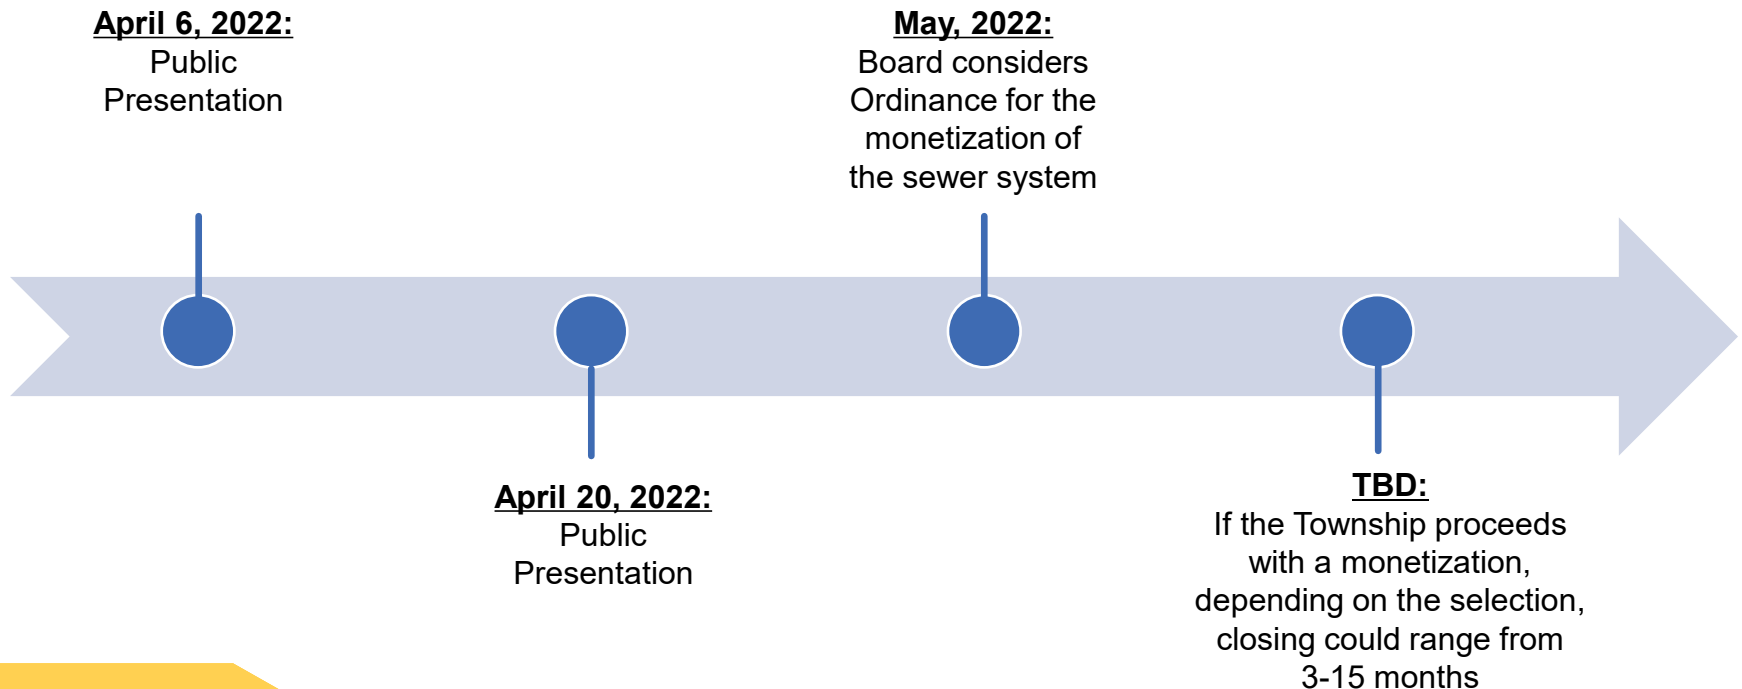 April 6, 2022:
Public
Presentation
April 20, 2022:
Public
Presentation
May, 2022:
Board considers
Ordinance for the
monetization of
the sewer system
TBD:
If the Township proceeds
with a monetization,
depending on the selection,
closing could range from
3-15 months